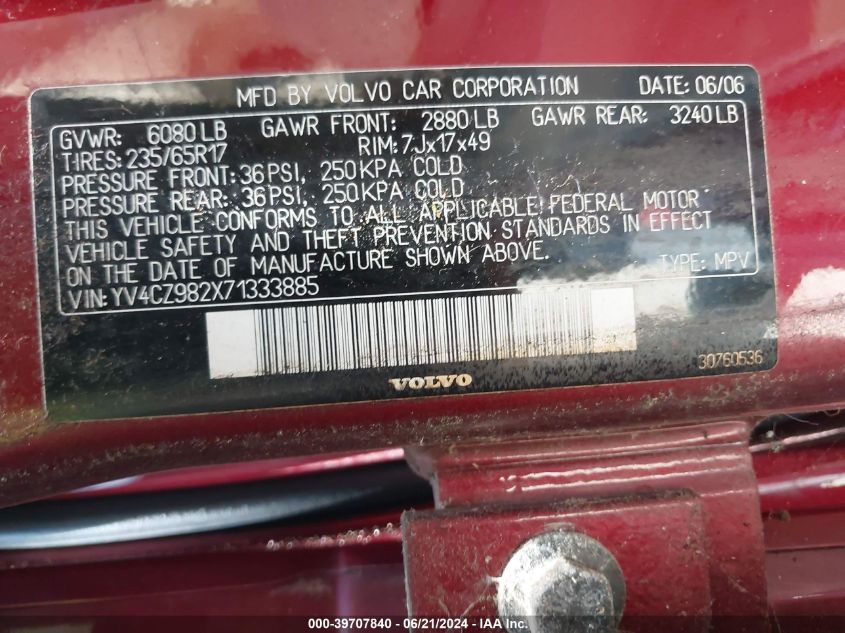 MFD BY VOLVO CAR CORPORATION DATE: 06/06
GVWR: 6080 LB GAWR FRONT: 2880 LB GAWR REAR: 3240 LB
TIRES: 235/65R17 RIM: 7Jx17x49
PRESSURE FRONT: 36 PSI, 250 KPA COLD
PRESSURE REAR: 36 PSI, 250 KPA COLD
THIS VEHICLE CONFORMS TO ALL APPLICABLE FEDERAL MOTOR
VEHICLE SAFETY AND THEFT PREVENTION STANDARDS IN EFFECT
ON THE DATE OF MANUFACTURE SHOWN ABOVE.
VIN: YV4CZ982X71333885 TYPE: MPV
30760536
VOLVO
000-39707840 - 06/21/2024 - IAA Inc.